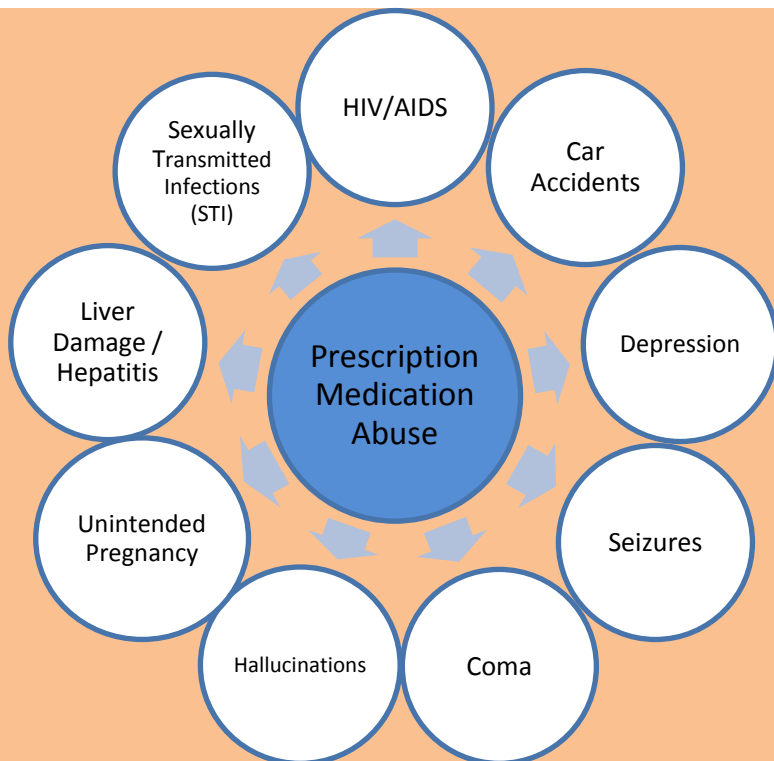 HIV/AIDS
Car
Accidents
Depression
Seizures
Coma
Hallucinations
Unintended
Pregnancy
Liver
Damage /
Hepatitis
Sexually
Transmitted
Infections
(STI)
Prescription
Medication
Abuse